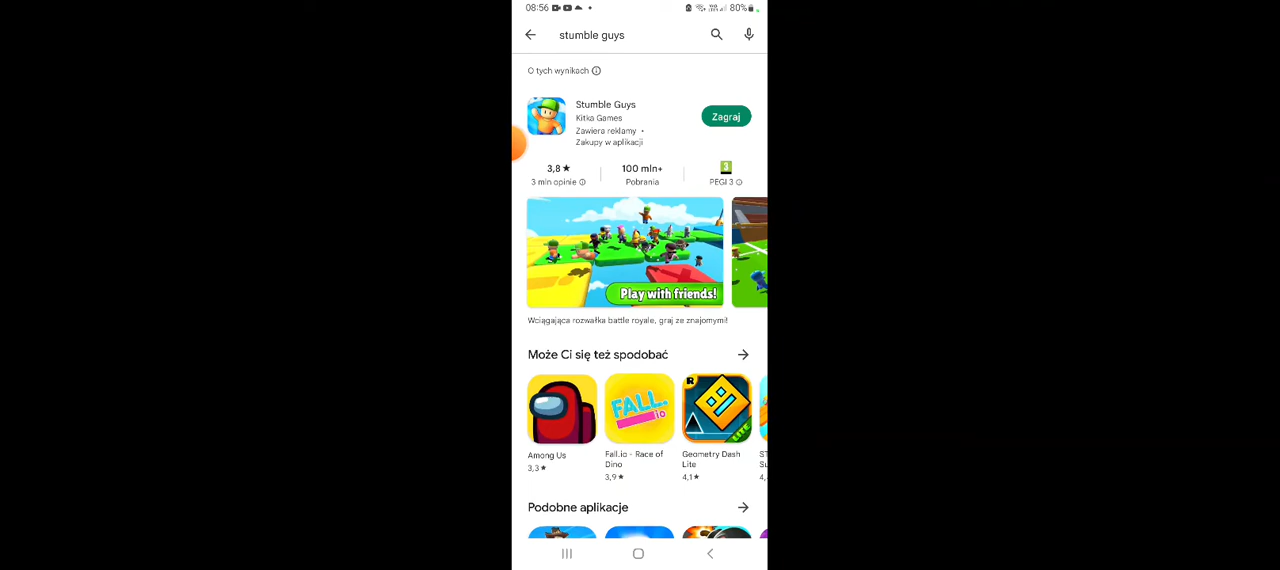 08:56 80%
stumble guys
O tych wynikach
Stumble Guys
Kitka Games
Zawiera reklamy •
Zakupy w aplikacji
Zagraj
3,8 ★ 100 mln+ 3
3 mln opinie Pobrania PEGI 3
Play with friends!
Wciągająca rozwałka battle royale, graj ze znajomymi!
Może Ci się też spodobać
FALL. io
R
LITE
Among Us
3,3 ★
Fall.io - Race of
Dino
3,9 ★
Geometry Dash
Lite
4,1 ★
Podobne aplikacje